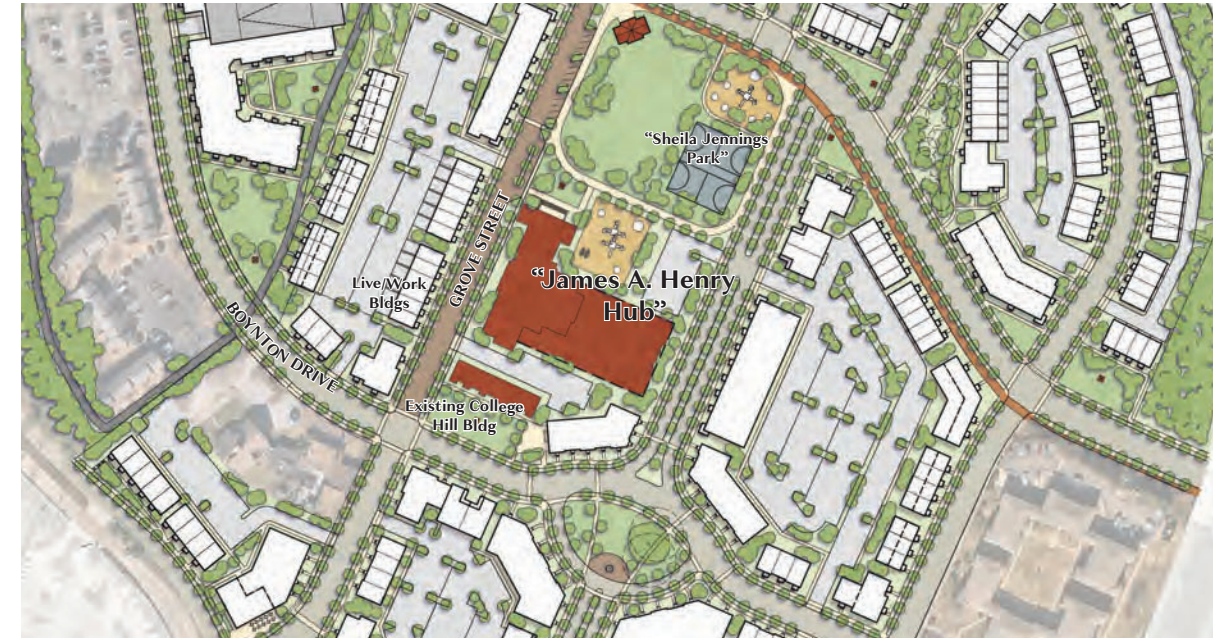 “Sheila Jennings
Park”
GROVE STREET
“James A. Henry
Hub”
Live/Work
Bldgs
BOYNTON DRIVE
Existing College
Hill Bldg